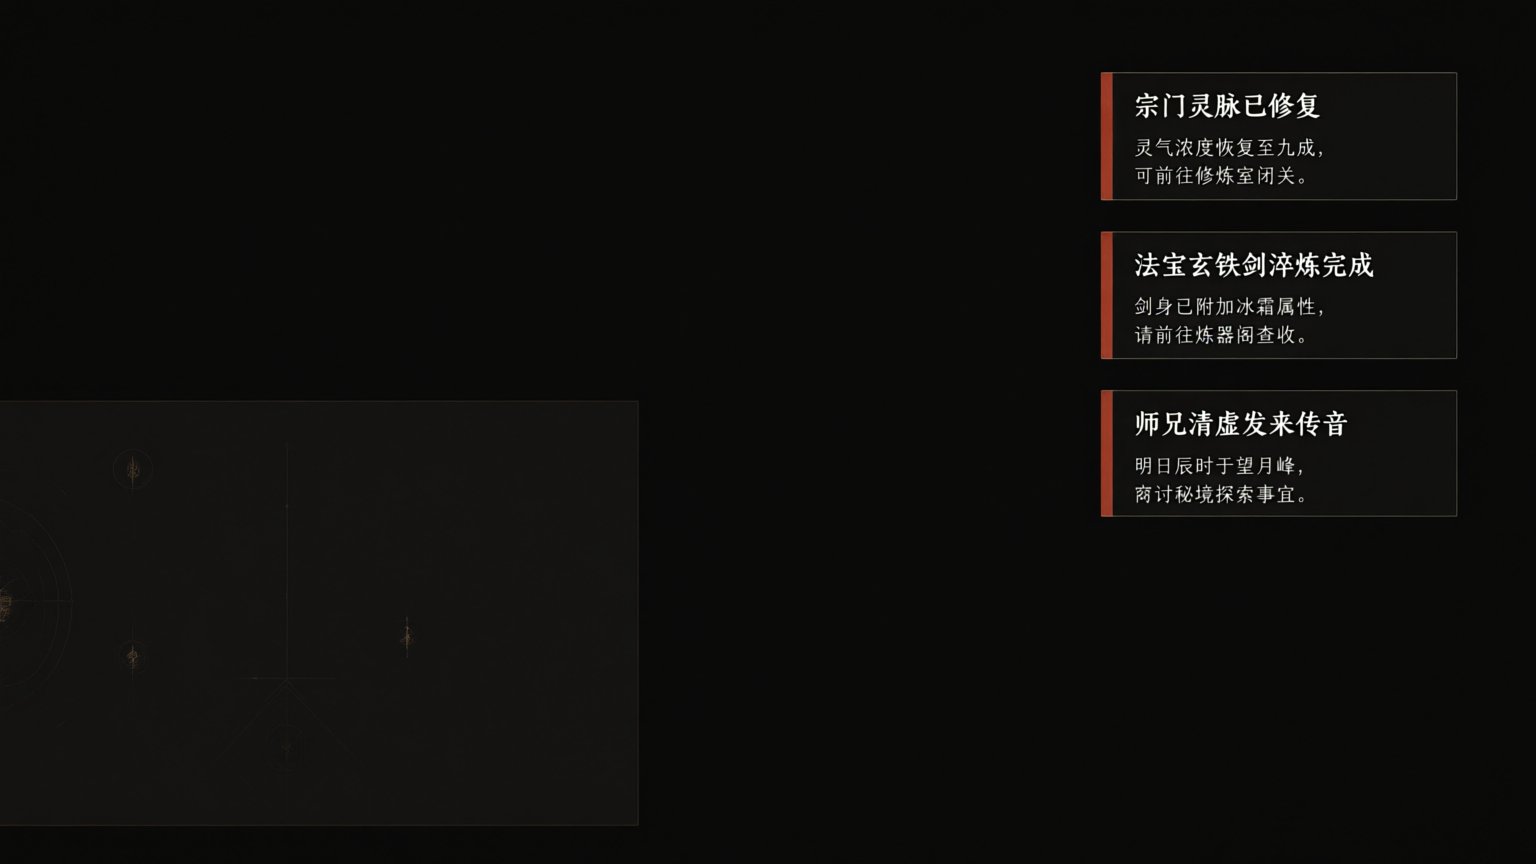 宗门灵脉已修复
灵气浓度恢复至九成，
可前往修炼室闭关。
法宝玄铁剑淬炼完成
剑身已附加冰霜属性，
请前往炼器阁查收。
师兄清虚发来传音
明日辰时于望月峰，
商讨秘境探索事宜。